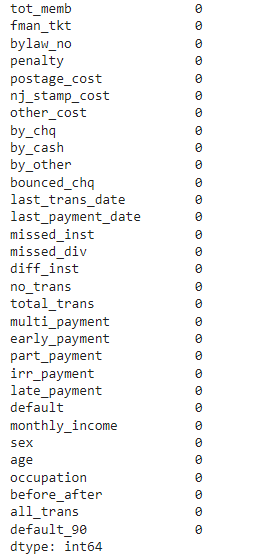 tot_memb 0
fman_tkt 0
bylaw_no 0
penalty 0
postage_cost 0
nj_stamp_cost 0
other_cost 0
by_chq 0
by_cash 0
by_other 0
bounced_chq 0
last_trans_date 0
last_payment_date 0
missed_inst 0
missed_div 0
diff_inst 0
no_trans 0
total_trans 0
multi_payment 0
early_payment 0
part_payment 0
irr_payment 0
late_payment 0
default 0
monthly_income 0
sex 0
age 0
occupation 0
before_after 0
all_trans 0
default_90 0
dtype: int64